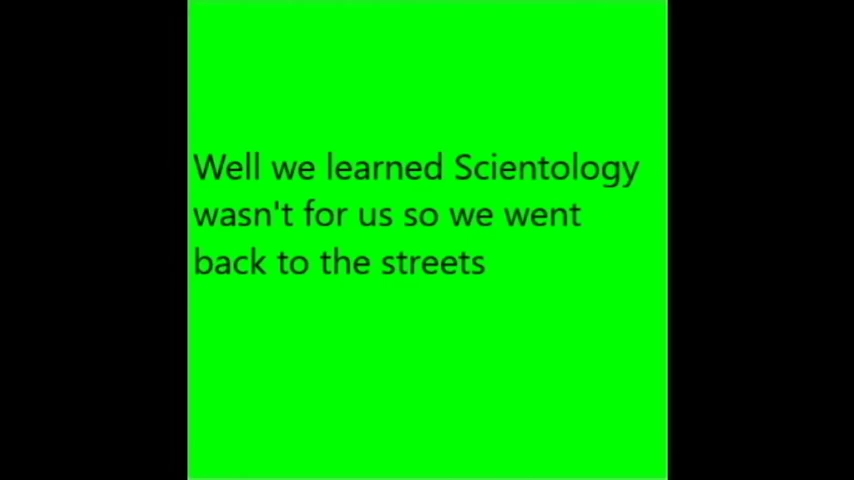 Well we learned Scientology
wasn't for us so we went
back to the streets